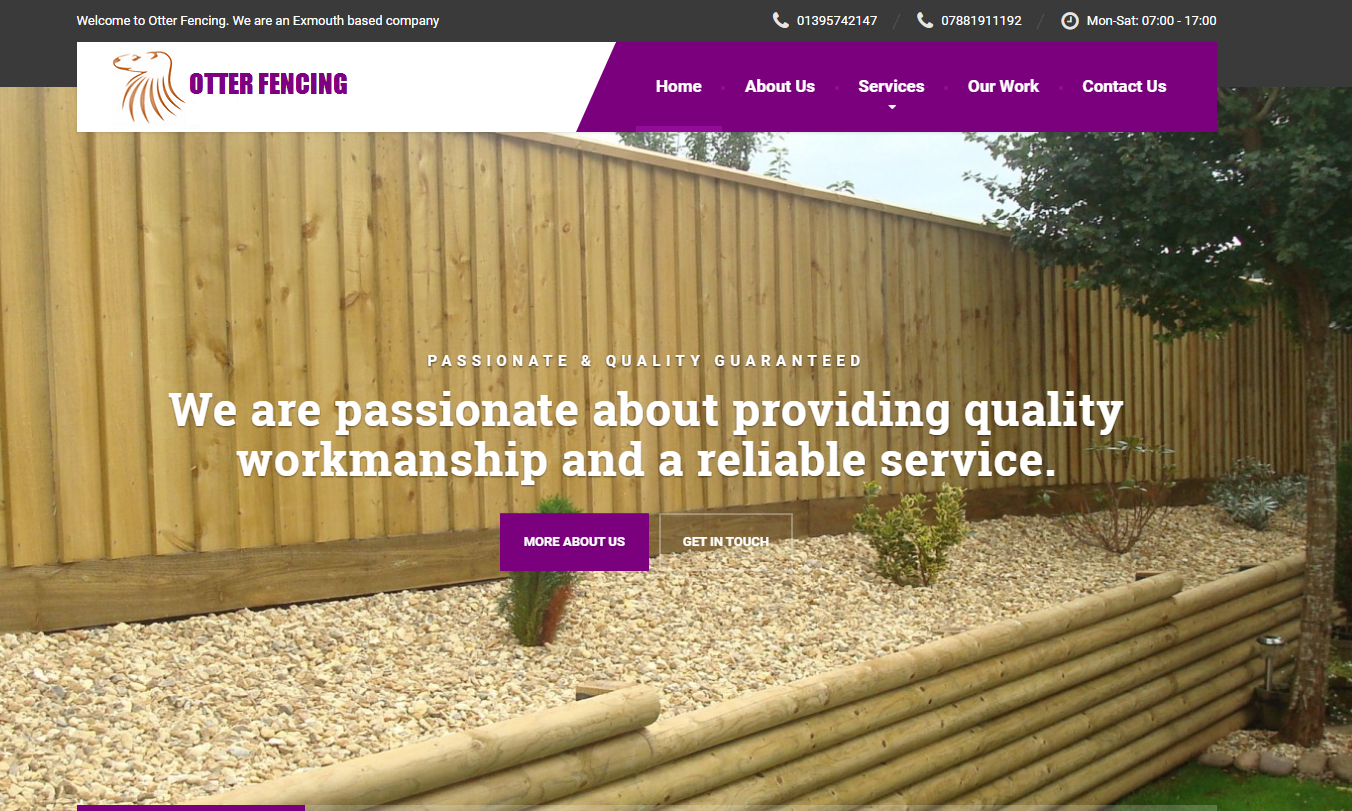 Welcome to Otter Fencing. We are an Exmouth based company
01395742147
07881911192
Mon-Sat: 07:00 - 17:00
OTTER FENCING
Home
About Us
Services
Our Work
Contact Us
PASSIONATE & QUALITY GUARANTEED
We are passionate about providing quality
workmanship and a reliable service.
MORE ABOUT US
GET IN TOUCH